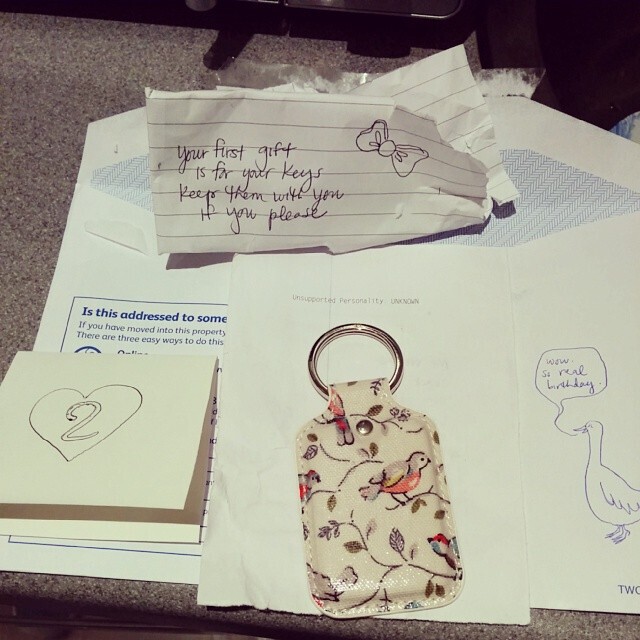 your first gift
is for your keys
keep them with you
if you please
Unsupported Personality: UNKNOWN
Is this addressed to some
If you have moved into this property
There are three easy ways to do this
Online
2
wow.
so real
birthday.
TWO